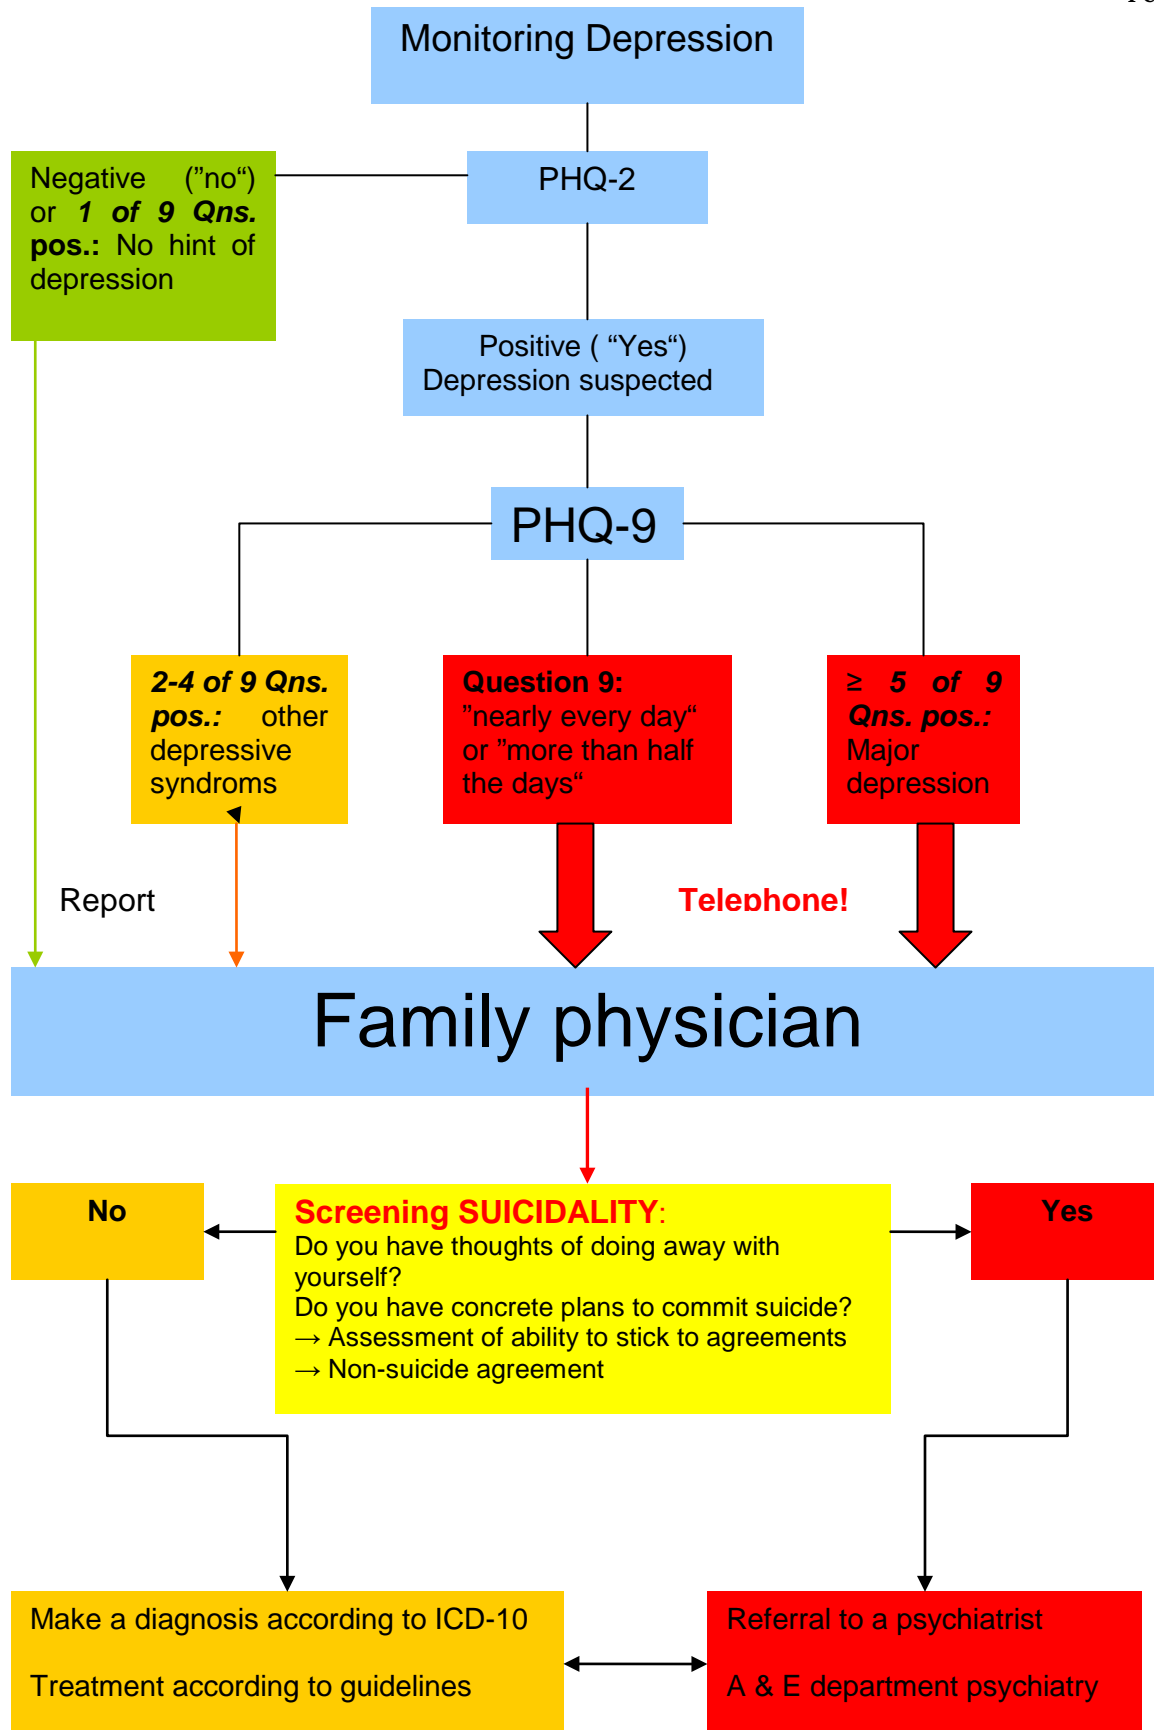 Monitoring Depression
PHQ-2
Negative (”no“)
or 1 of 9 Qns.
pos.: No hint of
depression
Positive ( “Yes“)
Depression suspected
PHQ-9
2-4 of 9 Qns.
pos.: other
depressive
syndroms
Question 9:
”nearly every day“
or ”more than half
the days“
≥ 5 of 9
Qns. pos.:
Major
depression
Report
Telephone!
Family physician
No
Screening SUICIDALITY:
Do you have thoughts of doing away with
yourself?
Do you have concrete plans to commit suicide?
→ Assessment of ability to stick to agreements
→ Non-suicide agreement
Yes
Make a diagnosis according to ICD-10
Treatment according to guidelines
Referral to a psychiatrist
A & E department psychiatry